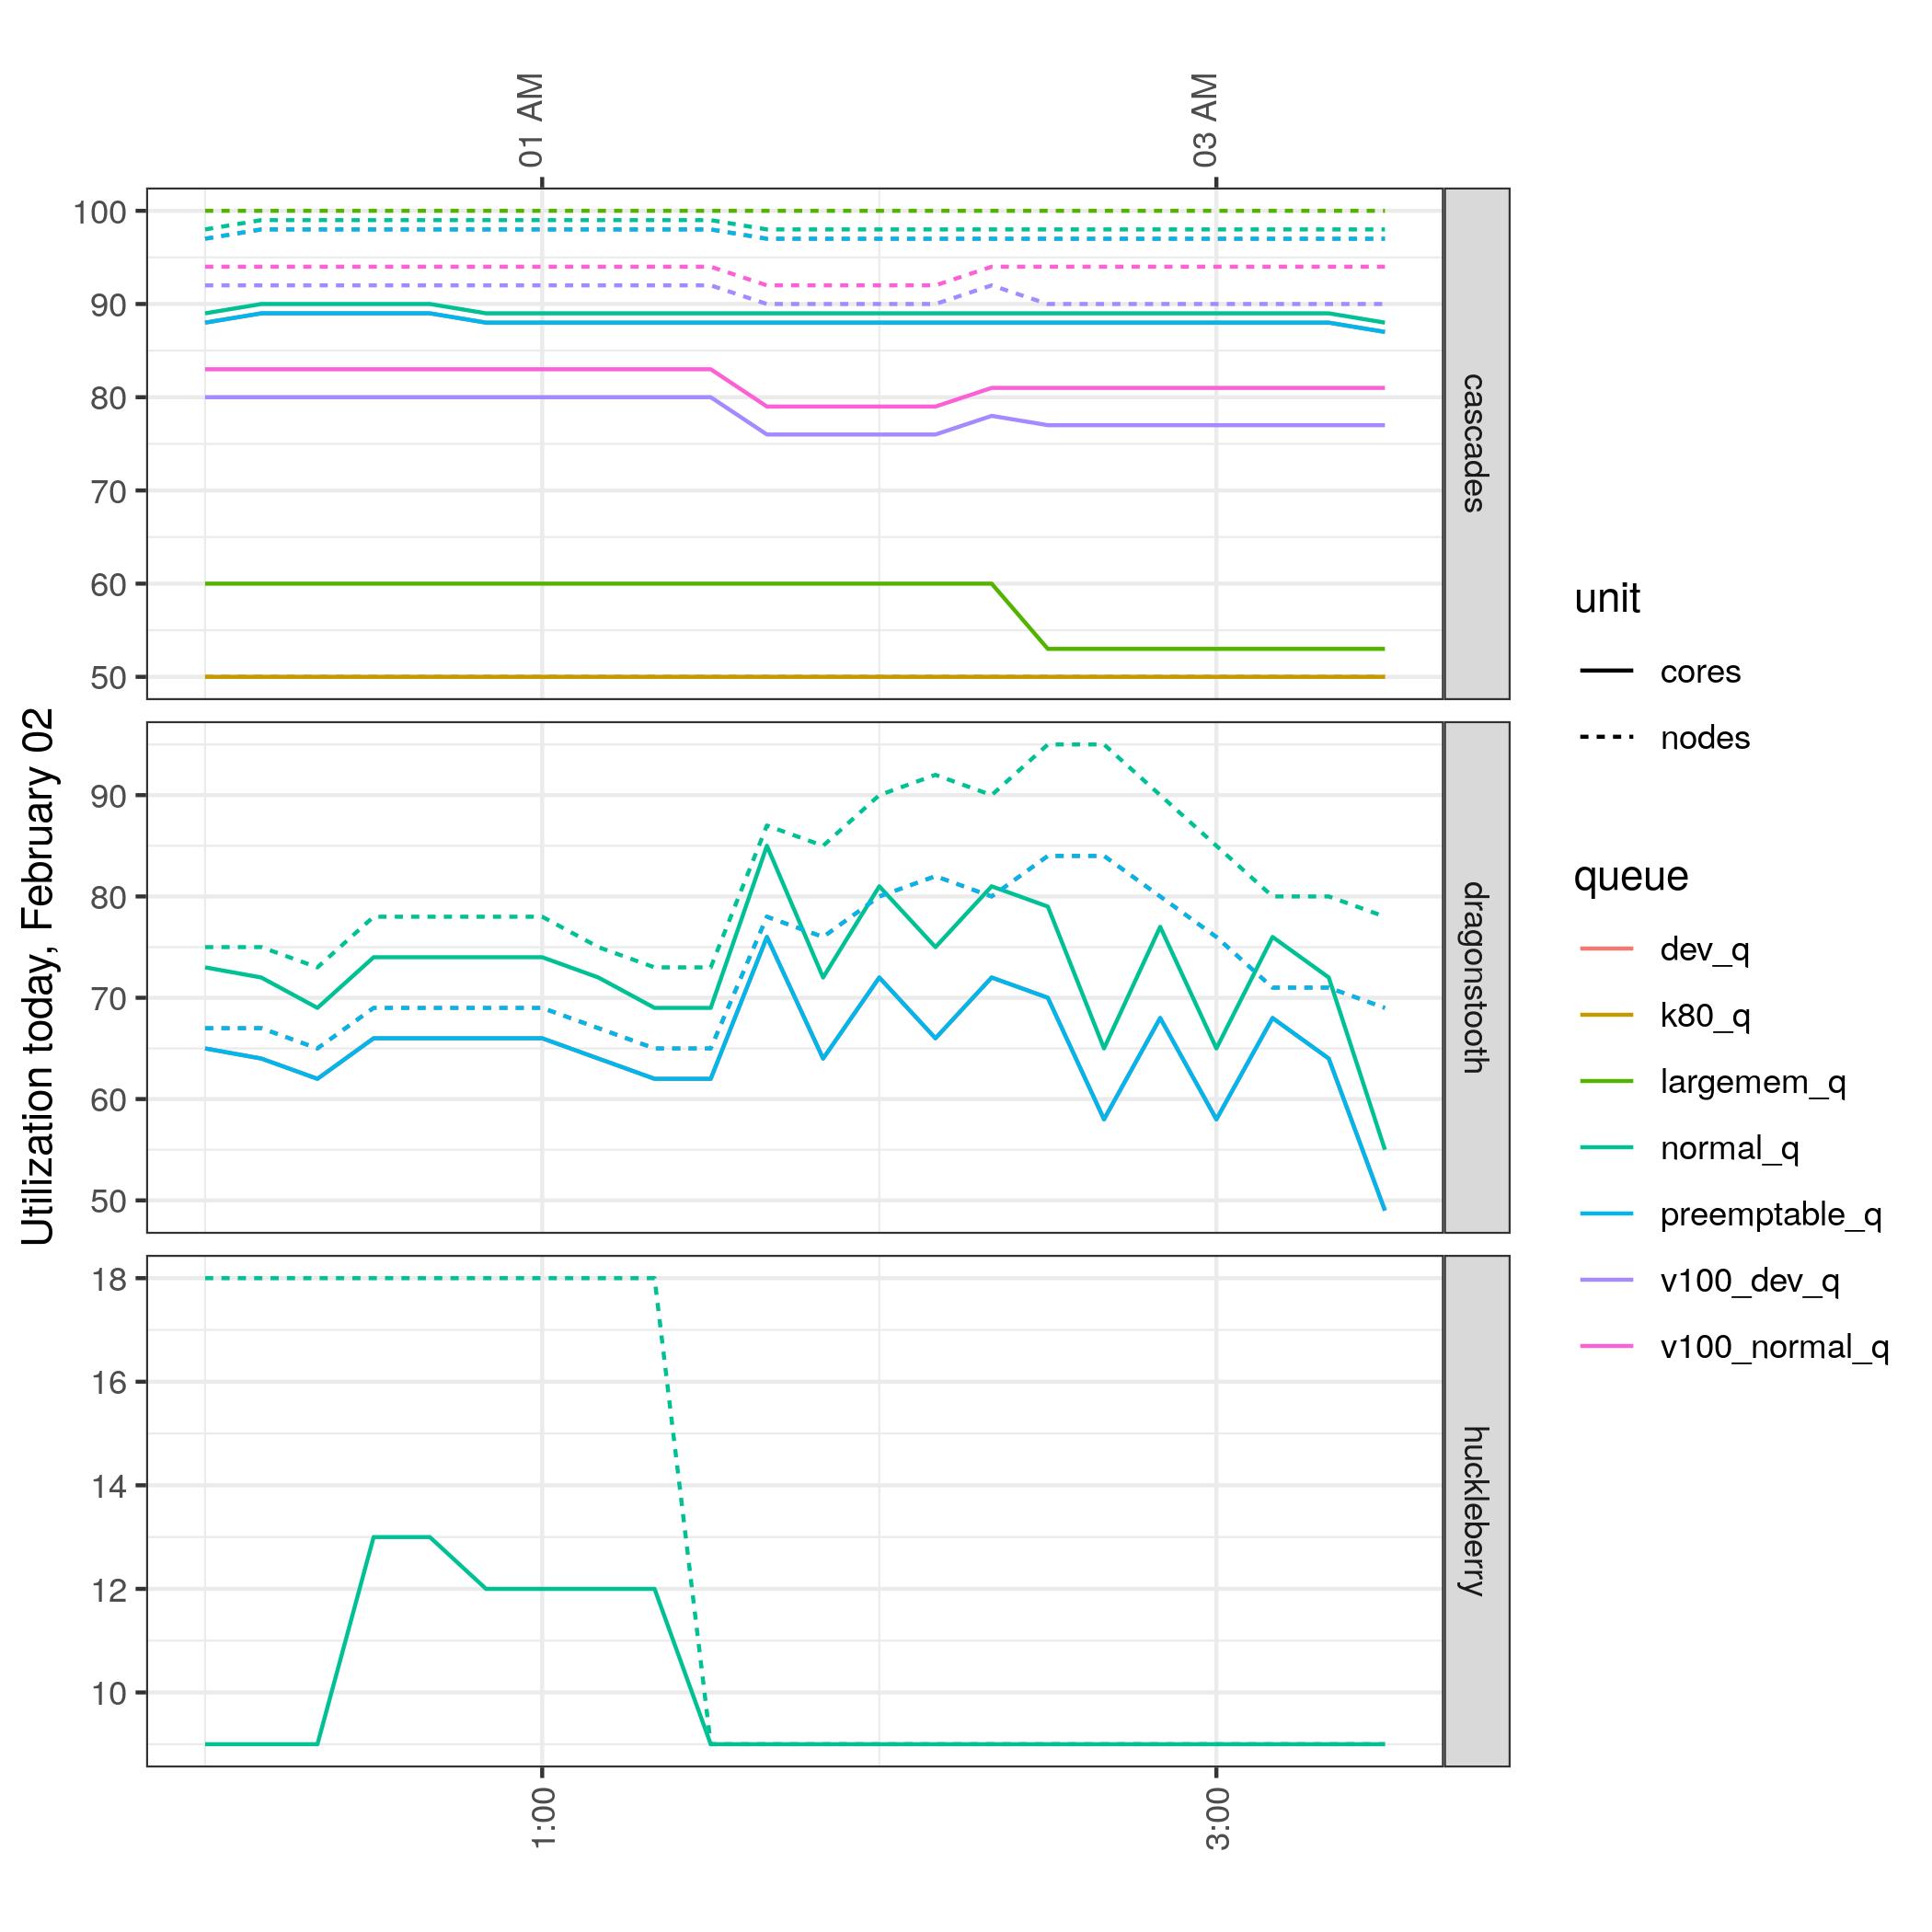 01 AM
03 AM
Utilization today, February 02
100
90
80
70
60
50
cascades
90
80
70
60
50
dragonstooth
18
16
14
12
10
huckleberry
1:00
3:00
unit
cores
nodes
queue
dev_q
k80_q
largemem_q
normal_q
preemptable_q
v100_dev_q
v100_normal_q